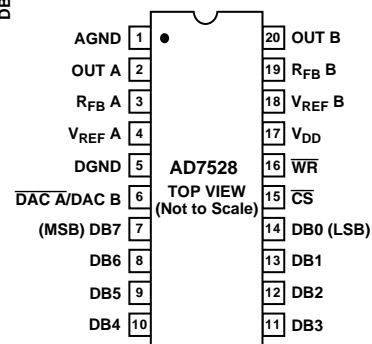 DB
AGND 1
OUT A 2
RFB A 3
VREF A 4
DGND 5
DAC A/DAC B 6
(MSB) DB7 7
DB6 8
DB5 9
DB4 10
AD7528
TOP VIEW
(Not to Scale)
20 OUT B
19 RFB B
18 VREF B
17 VDD
16 WR
15 CS
14 DB0 (LSB)
13 DB1
12 DB2
11 DB3